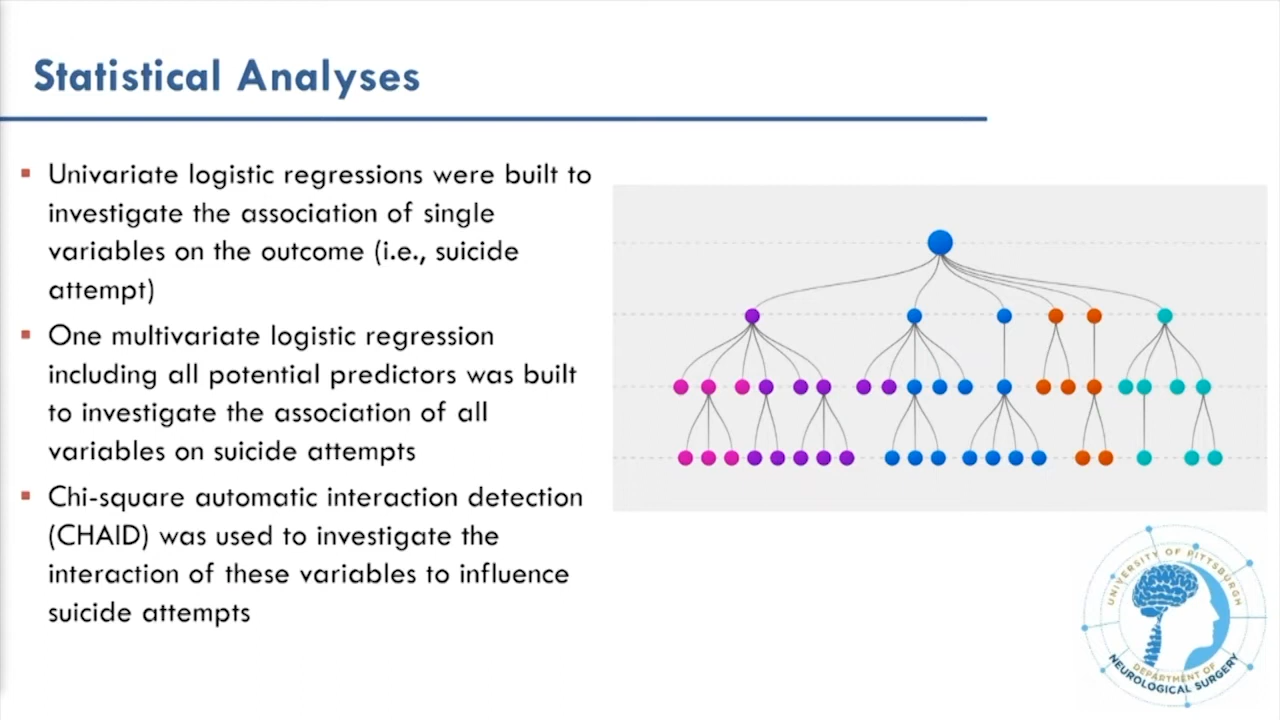 Statistical Analyses
Univariate logistic regressions were built to
investigate the association of single
variables on the outcome (i.e., suicide
attempt)
One multivariate logistic regression
including all potential predictors was built
to investigate the association of all
variables on suicide attempts
Chi-square automatic interaction detection
(CHAID) was used to investigate the
interaction of these variables to influence
suicide attempts
UNIVERSITY OF PITTSBURGH
DEPARTMENT OF
NEUROLOGICAL SURGERY